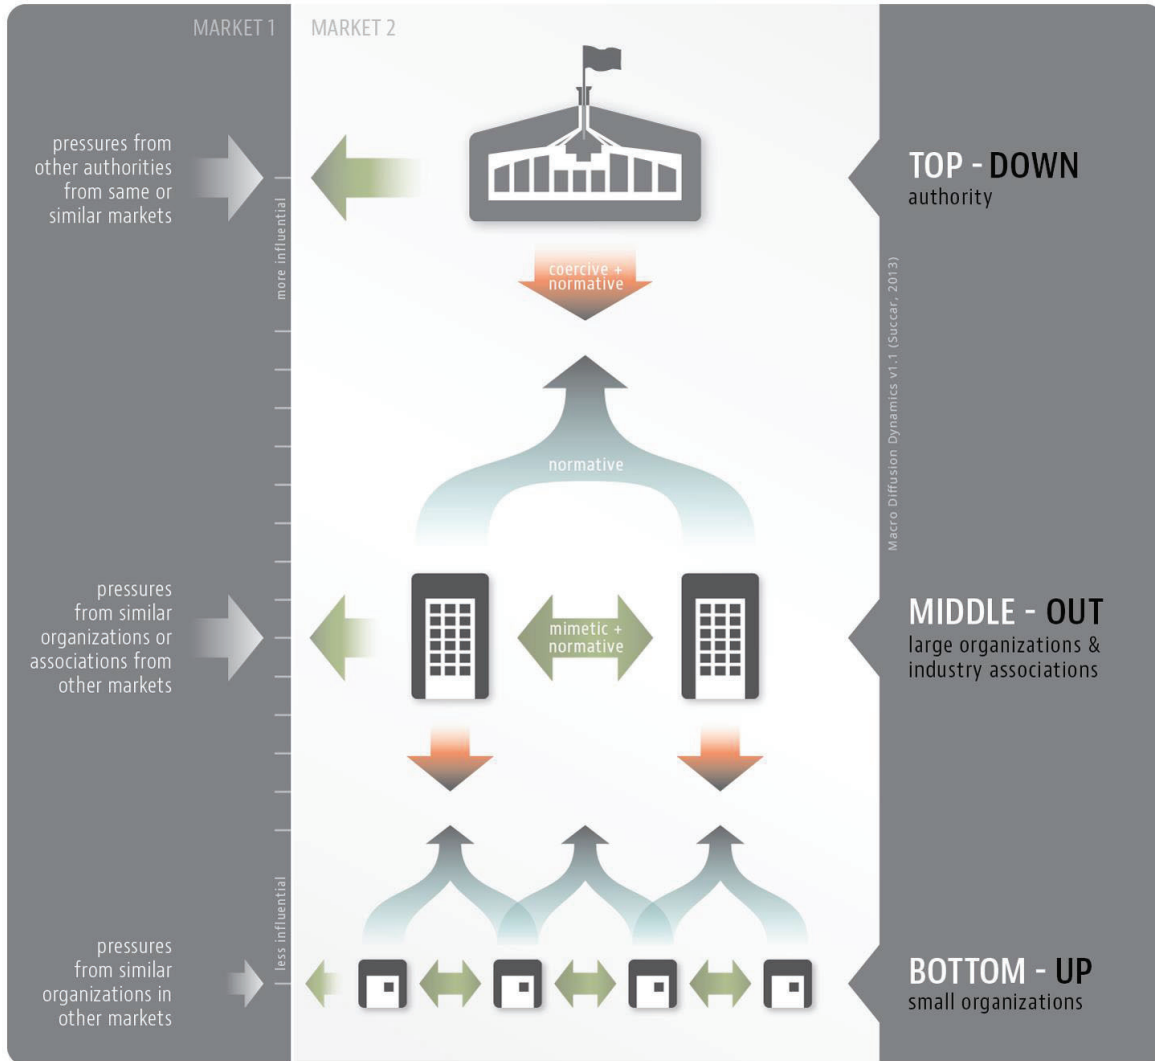 MARKET 1
MARKET 2
pressures from
other authorities
from same or
similar markets
more influential
coercive +
normative
TOP - DOWN
authority
Macro Diffusion Dynamics v1.1 (Succar, 2013)
normative
pressures
from similar
organizations or
associations from
other markets
mimetic +
normative
MIDDLE - OUT
large organizations &
industry associations
less influential
pressures
from similar
organizations in
other markets
BOTTOM - UP
small organizations